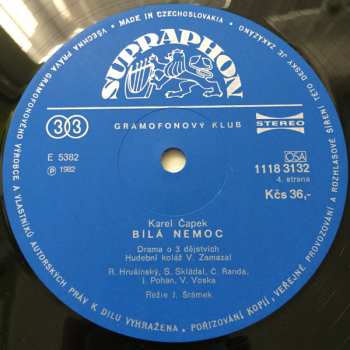 MADE IN CZECHOSLOVAKIA • VŠECHNA PRÁVA GRAMOFONOVÉHO VÝROBCE A VLASTNÍKŮ AUTORSKÝCH PRÁV K DÍLU VYHRAŽENA • POŘIZOVÁNÍ KOPIÍ, VEŘEJNÉ PROVOZOVÁNÍ A ROZHLASOVÉ ŠÍŘENÍ TÉTO DESKY JE ZAKÁZÁNO
SUPRAPHON
33
GRAMOFONOVÝ KLUB
STEREO
E 5382
℗ 1982
OSA
1118 3132
4. strana
Kčs 36,-
Karel Čapek
BÍLÁ NEMOC
Drama o 3 dějstvích
Hudební koláž V. Zamazal
R. Hrušínský, S. Skládal, Č. Randa,
J. Pohan, V. Voska
Režie J. Šrámek